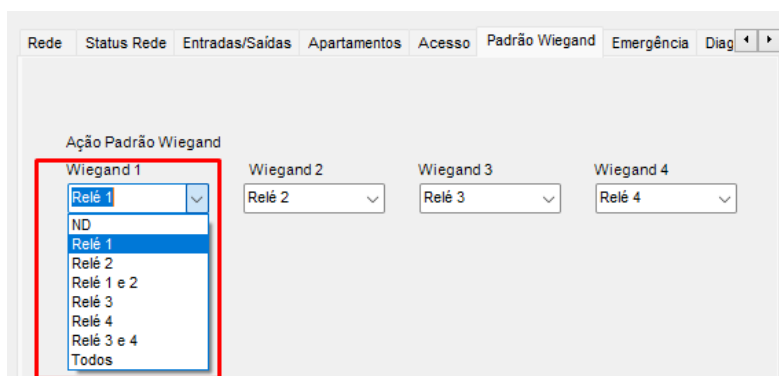 Rede Status Rede Entradas/Saídas Apartamentos Acesso Padrão Wiegand Emergência Diag
Ação Padrão Wiegand
Wiegand 1 Wiegand 2 Wiegand 3 Wiegand 4
Relé 1 Relé 2 Relé 3 Relé 4
ND
Relé 1
Relé 2
Relé 1 e 2
Relé 3
Relé 4
Relé 3 e 4
Todos